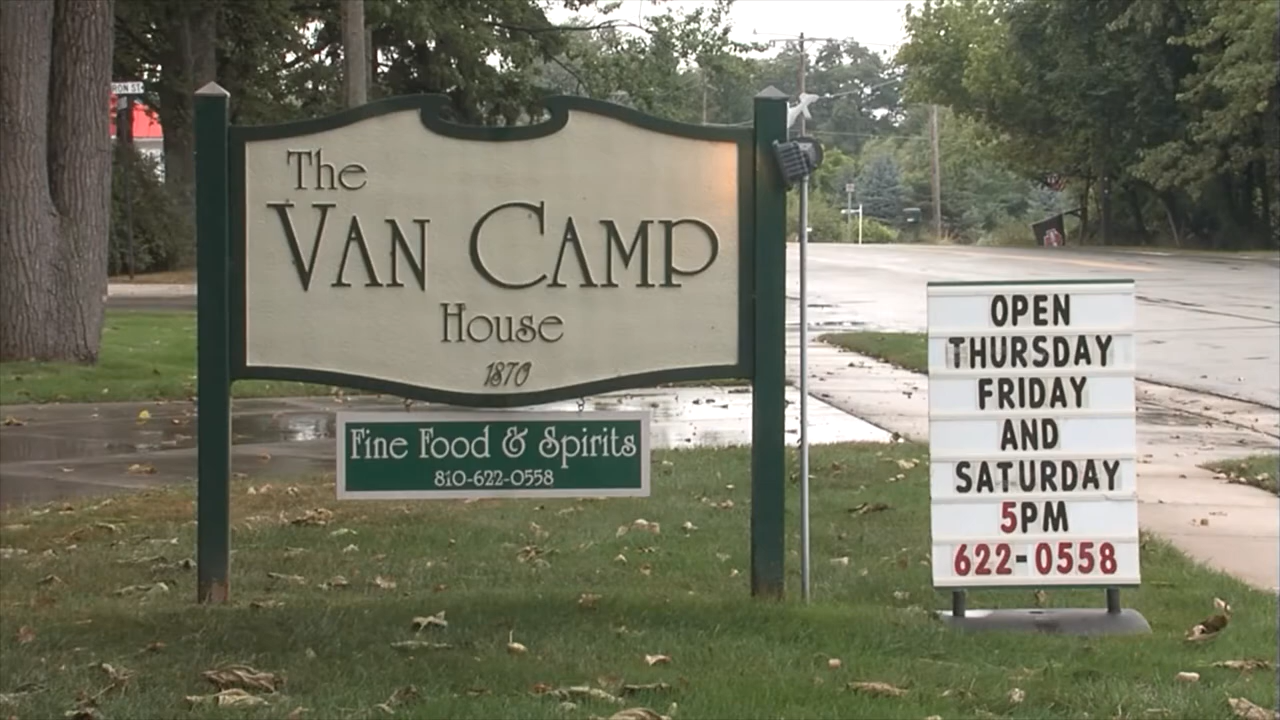 The
VAN CAMP
House
1870
Fine Food & Spirits
810-622-0558
OPEN
THURSDAY
FRIDAY
AND
SATURDAY
5PM
622-0558